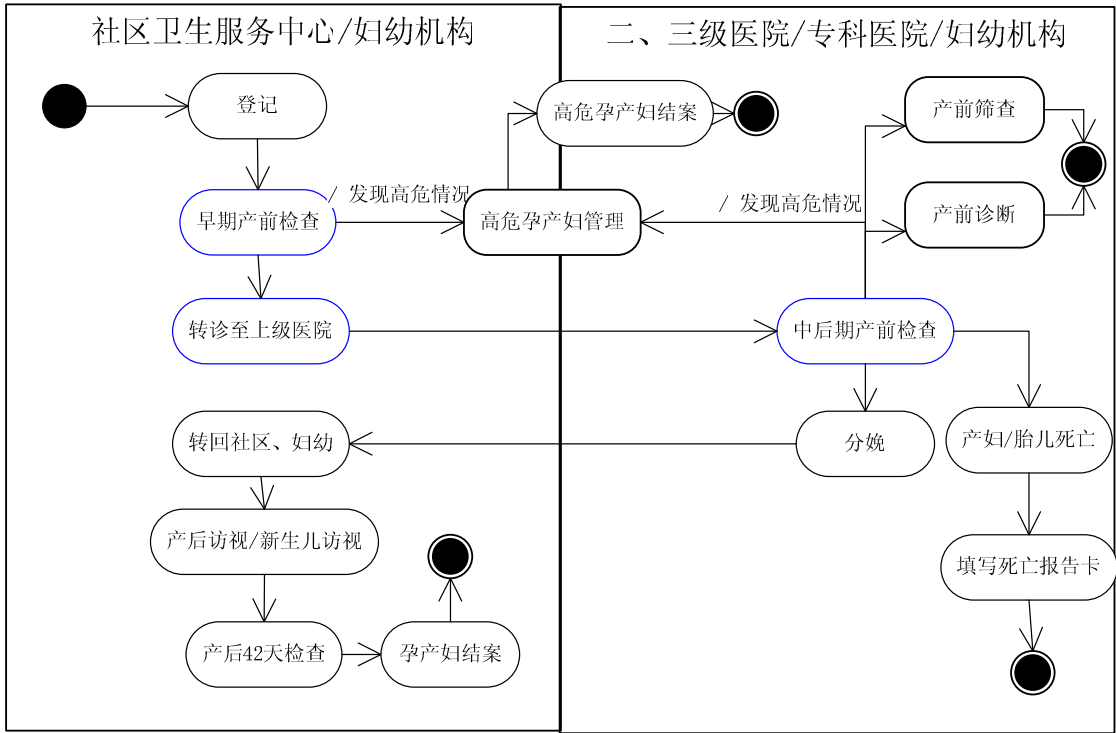 社区卫生服务中心/妇幼机构
二、三级医院/专科医院/妇幼机构
登记
高危孕产妇结案
产前筛查
/ 发现高危情况
/ 发现高危情况
早期产前检查
高危孕产妇管理
产前诊断
转诊至上级医院
中后期产前检查
转回社区、妇幼
分娩
产妇/胎儿死亡
产后访视/新生儿访视
填写死亡报告卡
产后42天检查
孕产妇结案